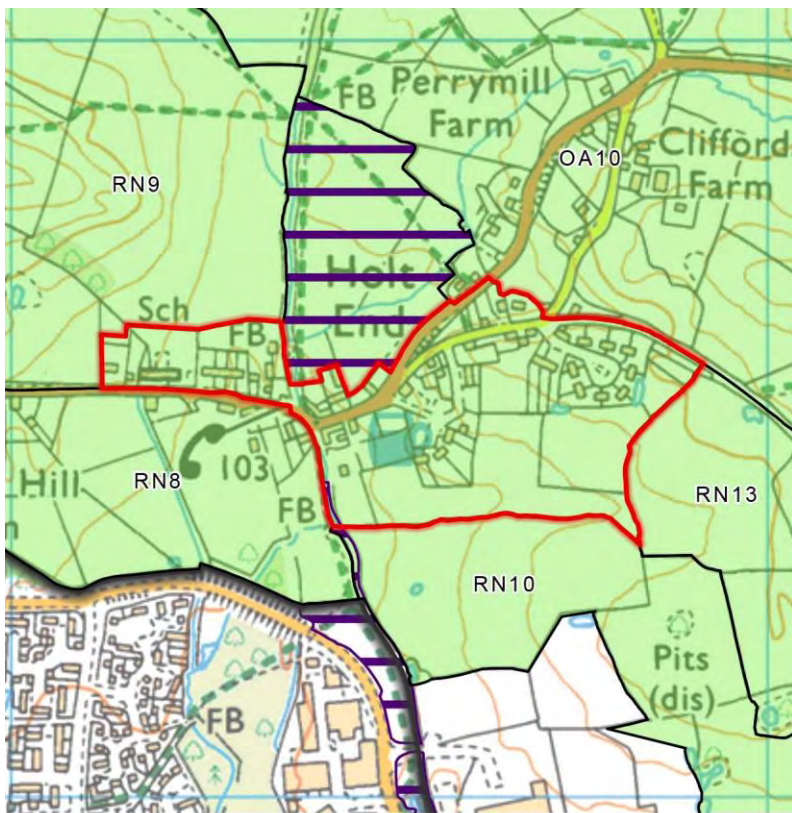 FB
Perrymill
Farm
OA10
Clifford
Farm
RN9
Holt
End
Sch
FB
103
RN8
Hill
FB
RN13
RN10
Pits
(dis)
FB